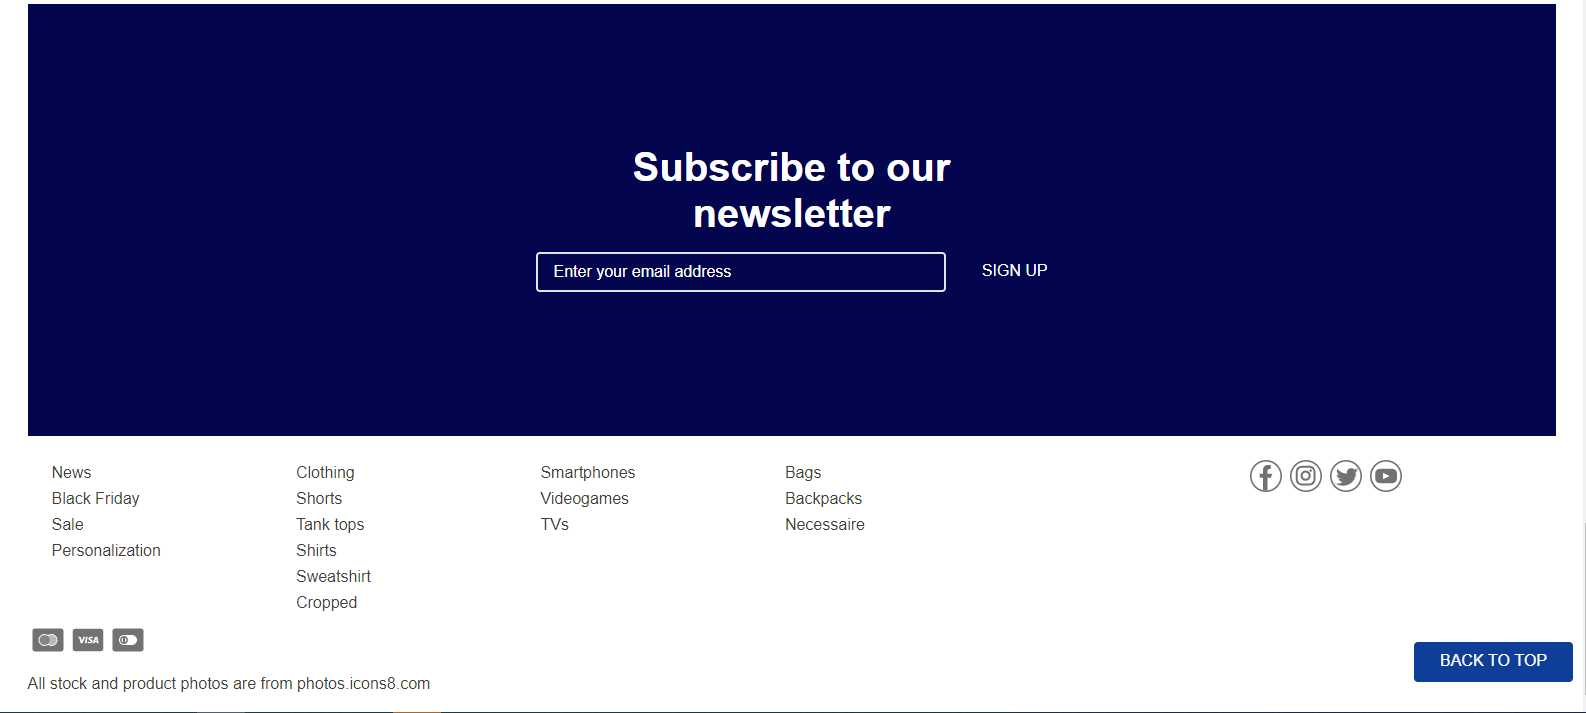 Subscribe to our
newsletter
Enter your email address
SIGN UP
News
Black Friday
Sale
Personalization
Clothing
Shorts
Tank tops
Shirts
Sweatshirt
Cropped
Smartphones
Videogames
TVs
Bags
Backpacks
Necessaire
VISA
BACK TO TOP
All stock and product photos are from photos.icons8.com